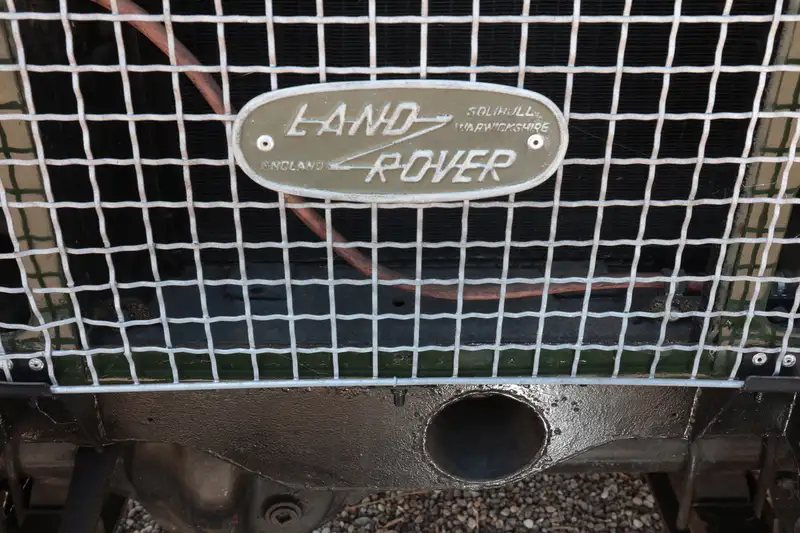 LAND
SOLIHULL
WARWICKSHIRE
ENGLAND
ROVER